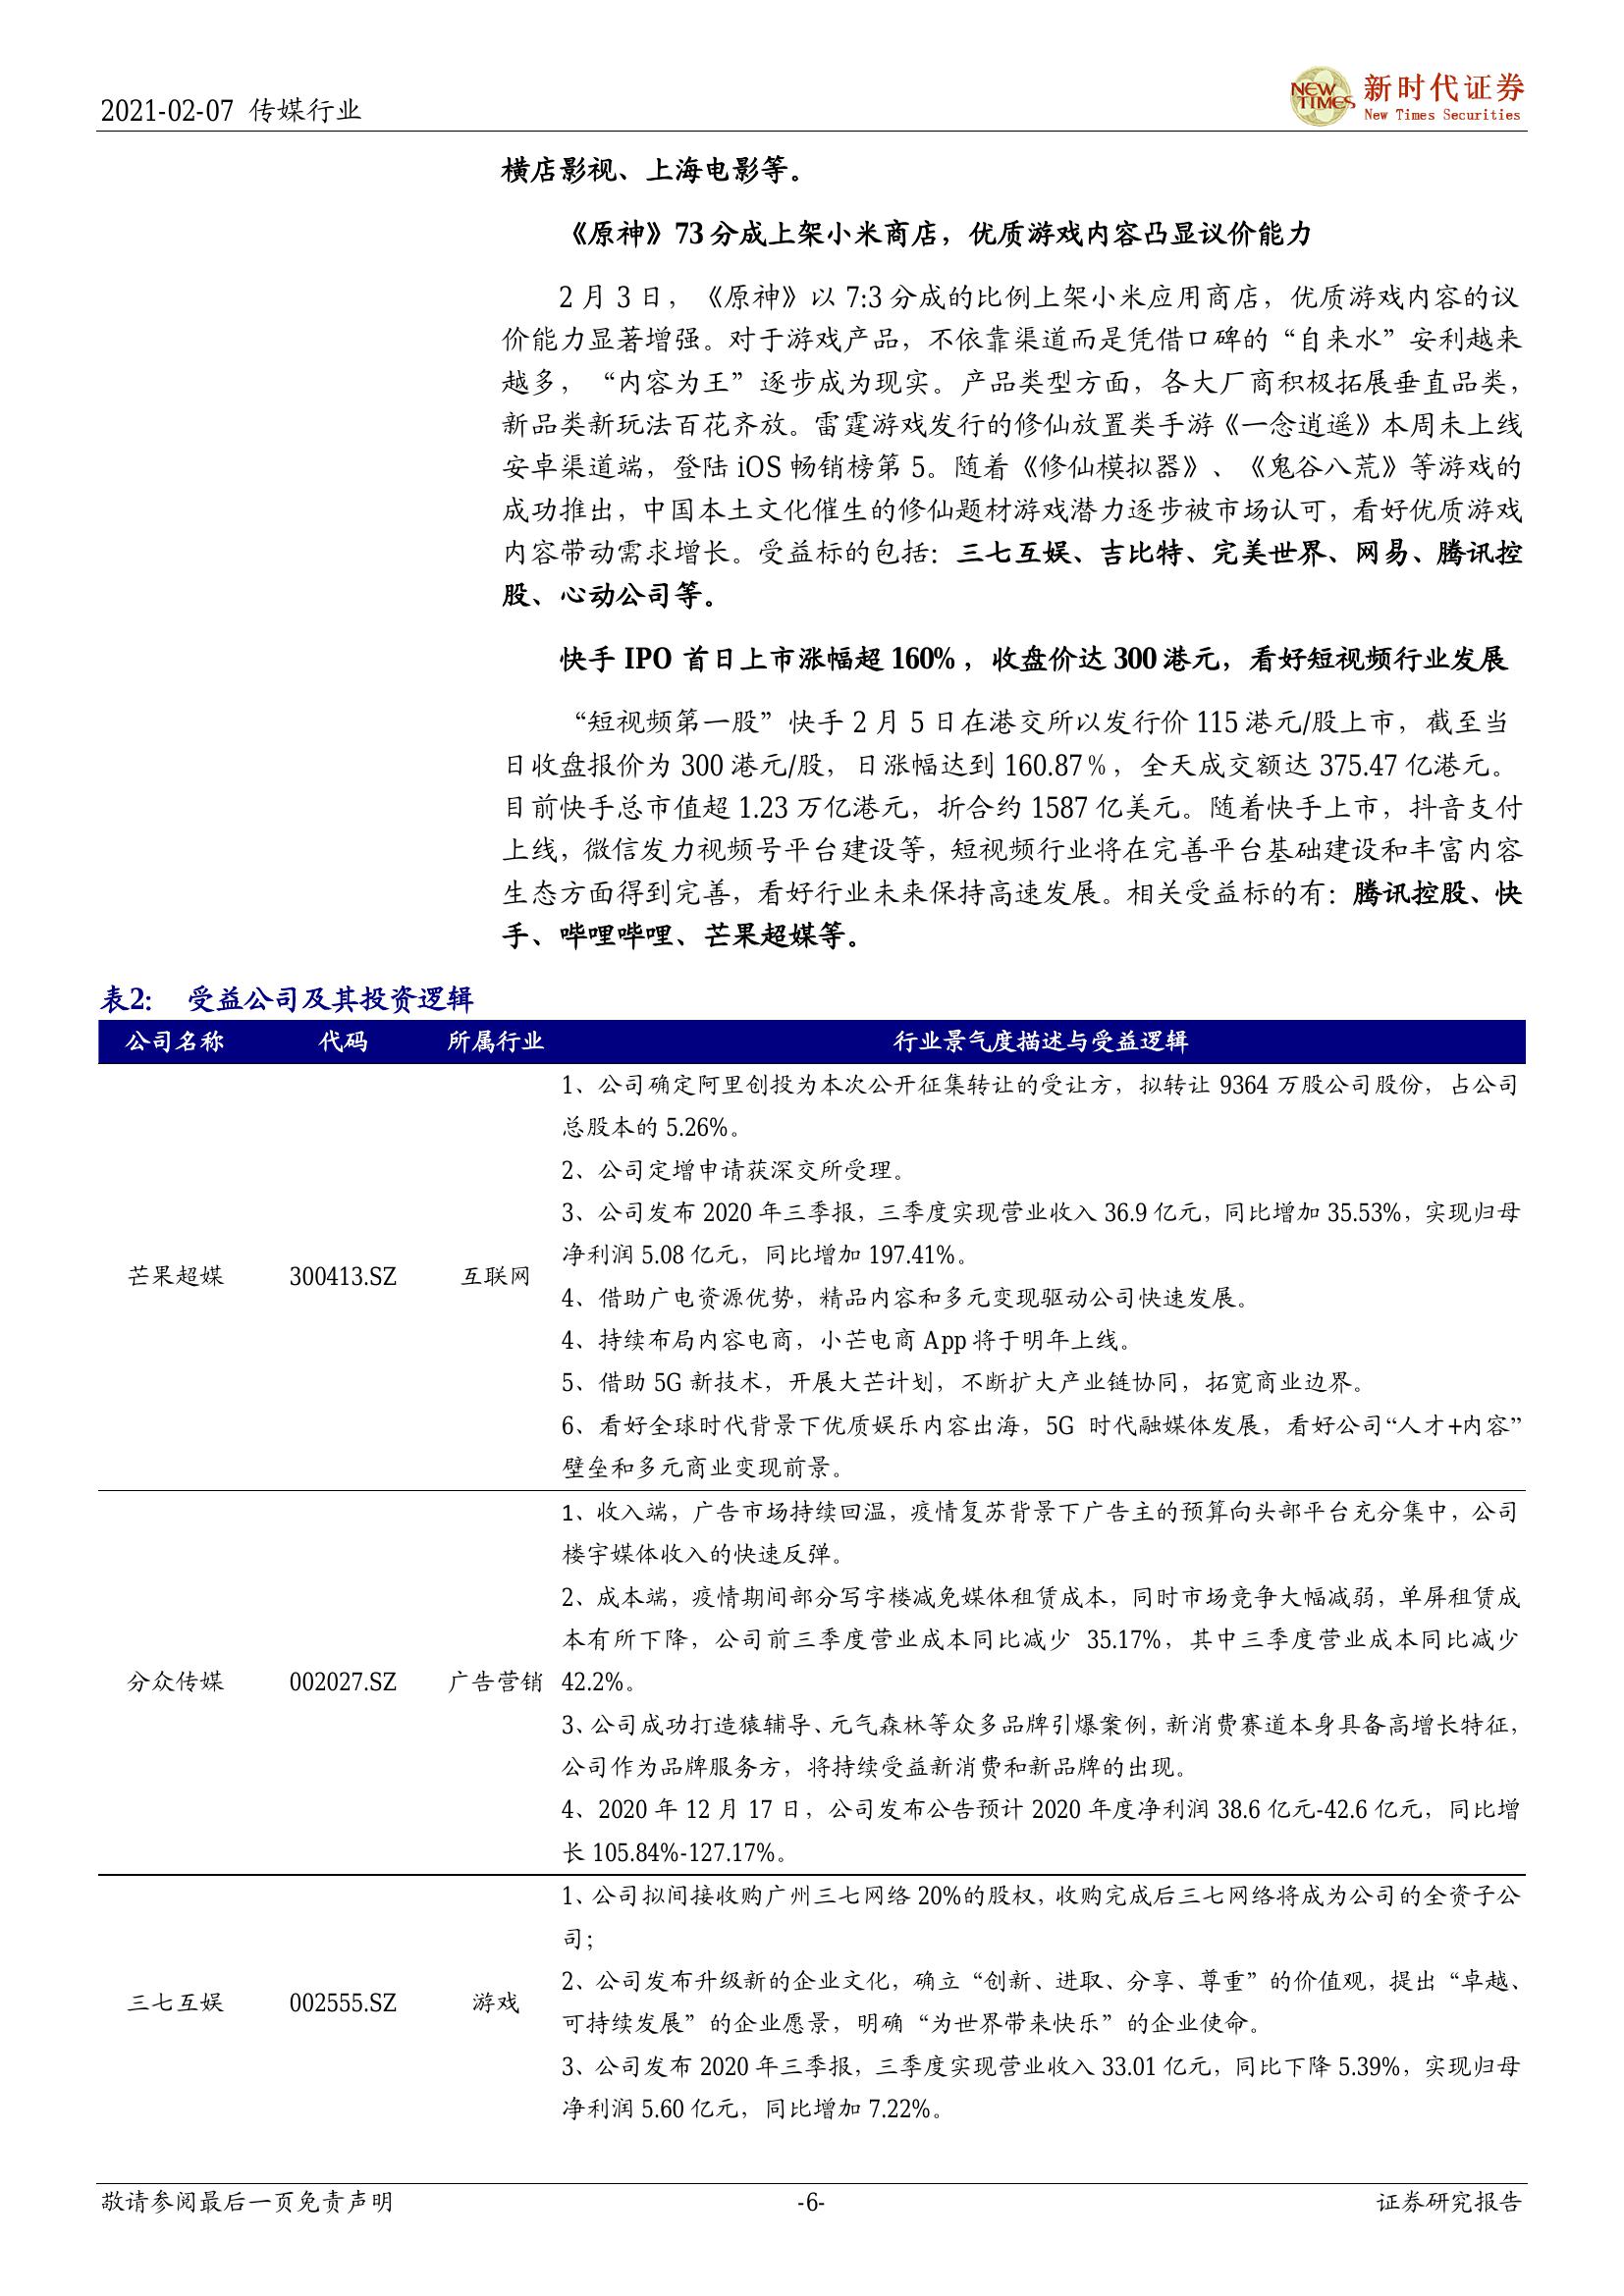 2021-02-07 传媒行业
NEW TIMES
新时代证券
New Times Securities
横店影视、上海电影等。
《原神》73 分成上架小米商店，优质游戏内容凸显议价能力
2 月 3 日，《原神》以 7:3 分成的比例上架小米应用商店，优质游戏内容的议
价能力显著增强。对于游戏产品，不依靠渠道而是凭借口碑的“自来水”安利越来
越多，“内容为王”逐步成为现实。产品类型方面，各大厂商积极拓展垂直品类，
新品类新玩法百花齐放。雷霆游戏发行的修仙放置类手游《一念逍遥》本周末上线
安卓渠道端，登陆 iOS 畅销榜第 5。随着《修仙模拟器》、《鬼谷八荒》等游戏的
成功推出，中国本土文化催生的修仙题材游戏潜力逐步被市场认可，看好优质游戏
内容带动需求增长。受益标的包括：三七互娱、吉比特、完美世界、网易、腾讯控
股、心动公司等。
快手 IPO 首日上市涨幅超 160%，收盘价达 300 港元，看好短视频行业发展
“短视频第一股”快手 2 月 5 日在港交所以发行价 115 港元/股上市，截至当
日收盘报价为 300 港元/股，日涨幅达到 160.87%，全天成交额达 375.47 亿港元。
目前快手总市值超 1.23 万亿港元，折合约 1587 亿美元。随着快手上市，抖音支付
上线，微信发力视频号平台建设等，短视频行业将在完善平台基础建设和丰富内容
生态方面得到完善，看好行业未来保持高速发展。相关受益标的有：腾讯控股、快
手、哔哩哔哩、芒果超媒等。
表2： 受益公司及其投资逻辑
公司名称 代码 所属行业 行业景气度描述与受益逻辑
1、公司确定阿里创投为本次公开征集转让的受让方，拟转让 9364 万股公司股份，占公司
总股本的 5.26%。
2、公司定增申请获深交所受理。
3、公司发布 2020 年三季报，三季度实现营业收入 36.9 亿元，同比增加 35.53%，实现归母
净利润 5.08 亿元，同比增加 197.41%。
芒果超媒 300413.SZ 互联网
4、借助广电资源优势，精品内容和多元变现驱动公司快速发展。
4、持续布局内容电商，小芒电商 App 将于明年上线。
5、借助 5G 新技术，开展大芒计划，不断扩大产业链协同，拓宽商业边界。
6、看好全球时代背景下优质娱乐内容出海，5G 时代融媒体发展，看好公司“人才+内容”
壁垒和多元商业变现前景。
1、收入端，广告市场持续回温，疫情复苏背景下广告主的预算向头部平台充分集中，公司
楼宇媒体收入的快速反弹。
2、成本端，疫情期间部分写字楼减免媒体租赁成本，同时市场竞争大幅减弱，单屏租赁成
本有所下降，公司前三季度营业成本同比减少 35.17%，其中三季度营业成本同比减少
分众传媒 002027.SZ 广告营销 42.2%。
3、公司成功打造猿辅导、元气森林等众多品牌引爆案例，新消费赛道本身具备高增长特征，
公司作为品牌服务方，将持续受益新消费和新品牌的出现。
4、2020 年 12 月 17 日，公司发布公告预计 2020 年度净利润 38.6 亿元-42.6 亿元，同比增
长 105.84%-127.17%。
1、公司拟间接收购广州三七网络 20%的股权，收购完成后三七网络将成为公司的全资子公
司；
2、公司发布升级新的企业文化，确立“创新、进取、分享、尊重”的价值观，提出“卓越、
三七互娱 002555.SZ 游戏
可持续发展”的企业愿景，明确“为世界带来快乐”的企业使命。
3、公司发布 2020 年三季报，三季度实现营业收入 33.01 亿元，同比下降 5.39%，实现归母
净利润 5.60 亿元，同比增加 7.22%。
敬请参阅最后一页免责声明 -6- 证券研究报告